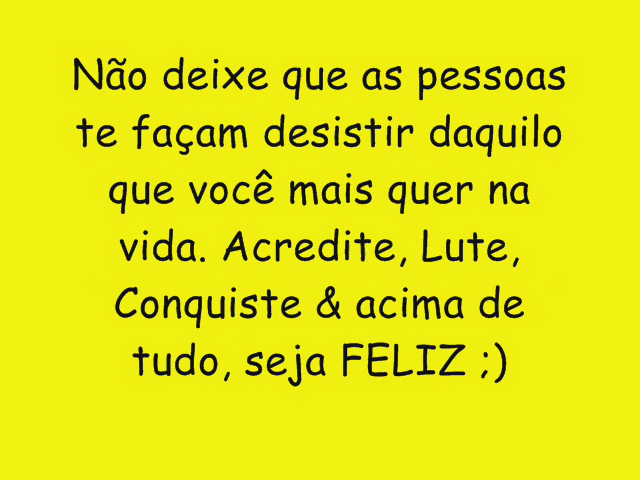 Não deixe que as pessoas
te façam desistir daquilo
que você mais quer na
vida. Acredite, Lute,
Conquiste & acima de
tudo, seja FELIZ ;)